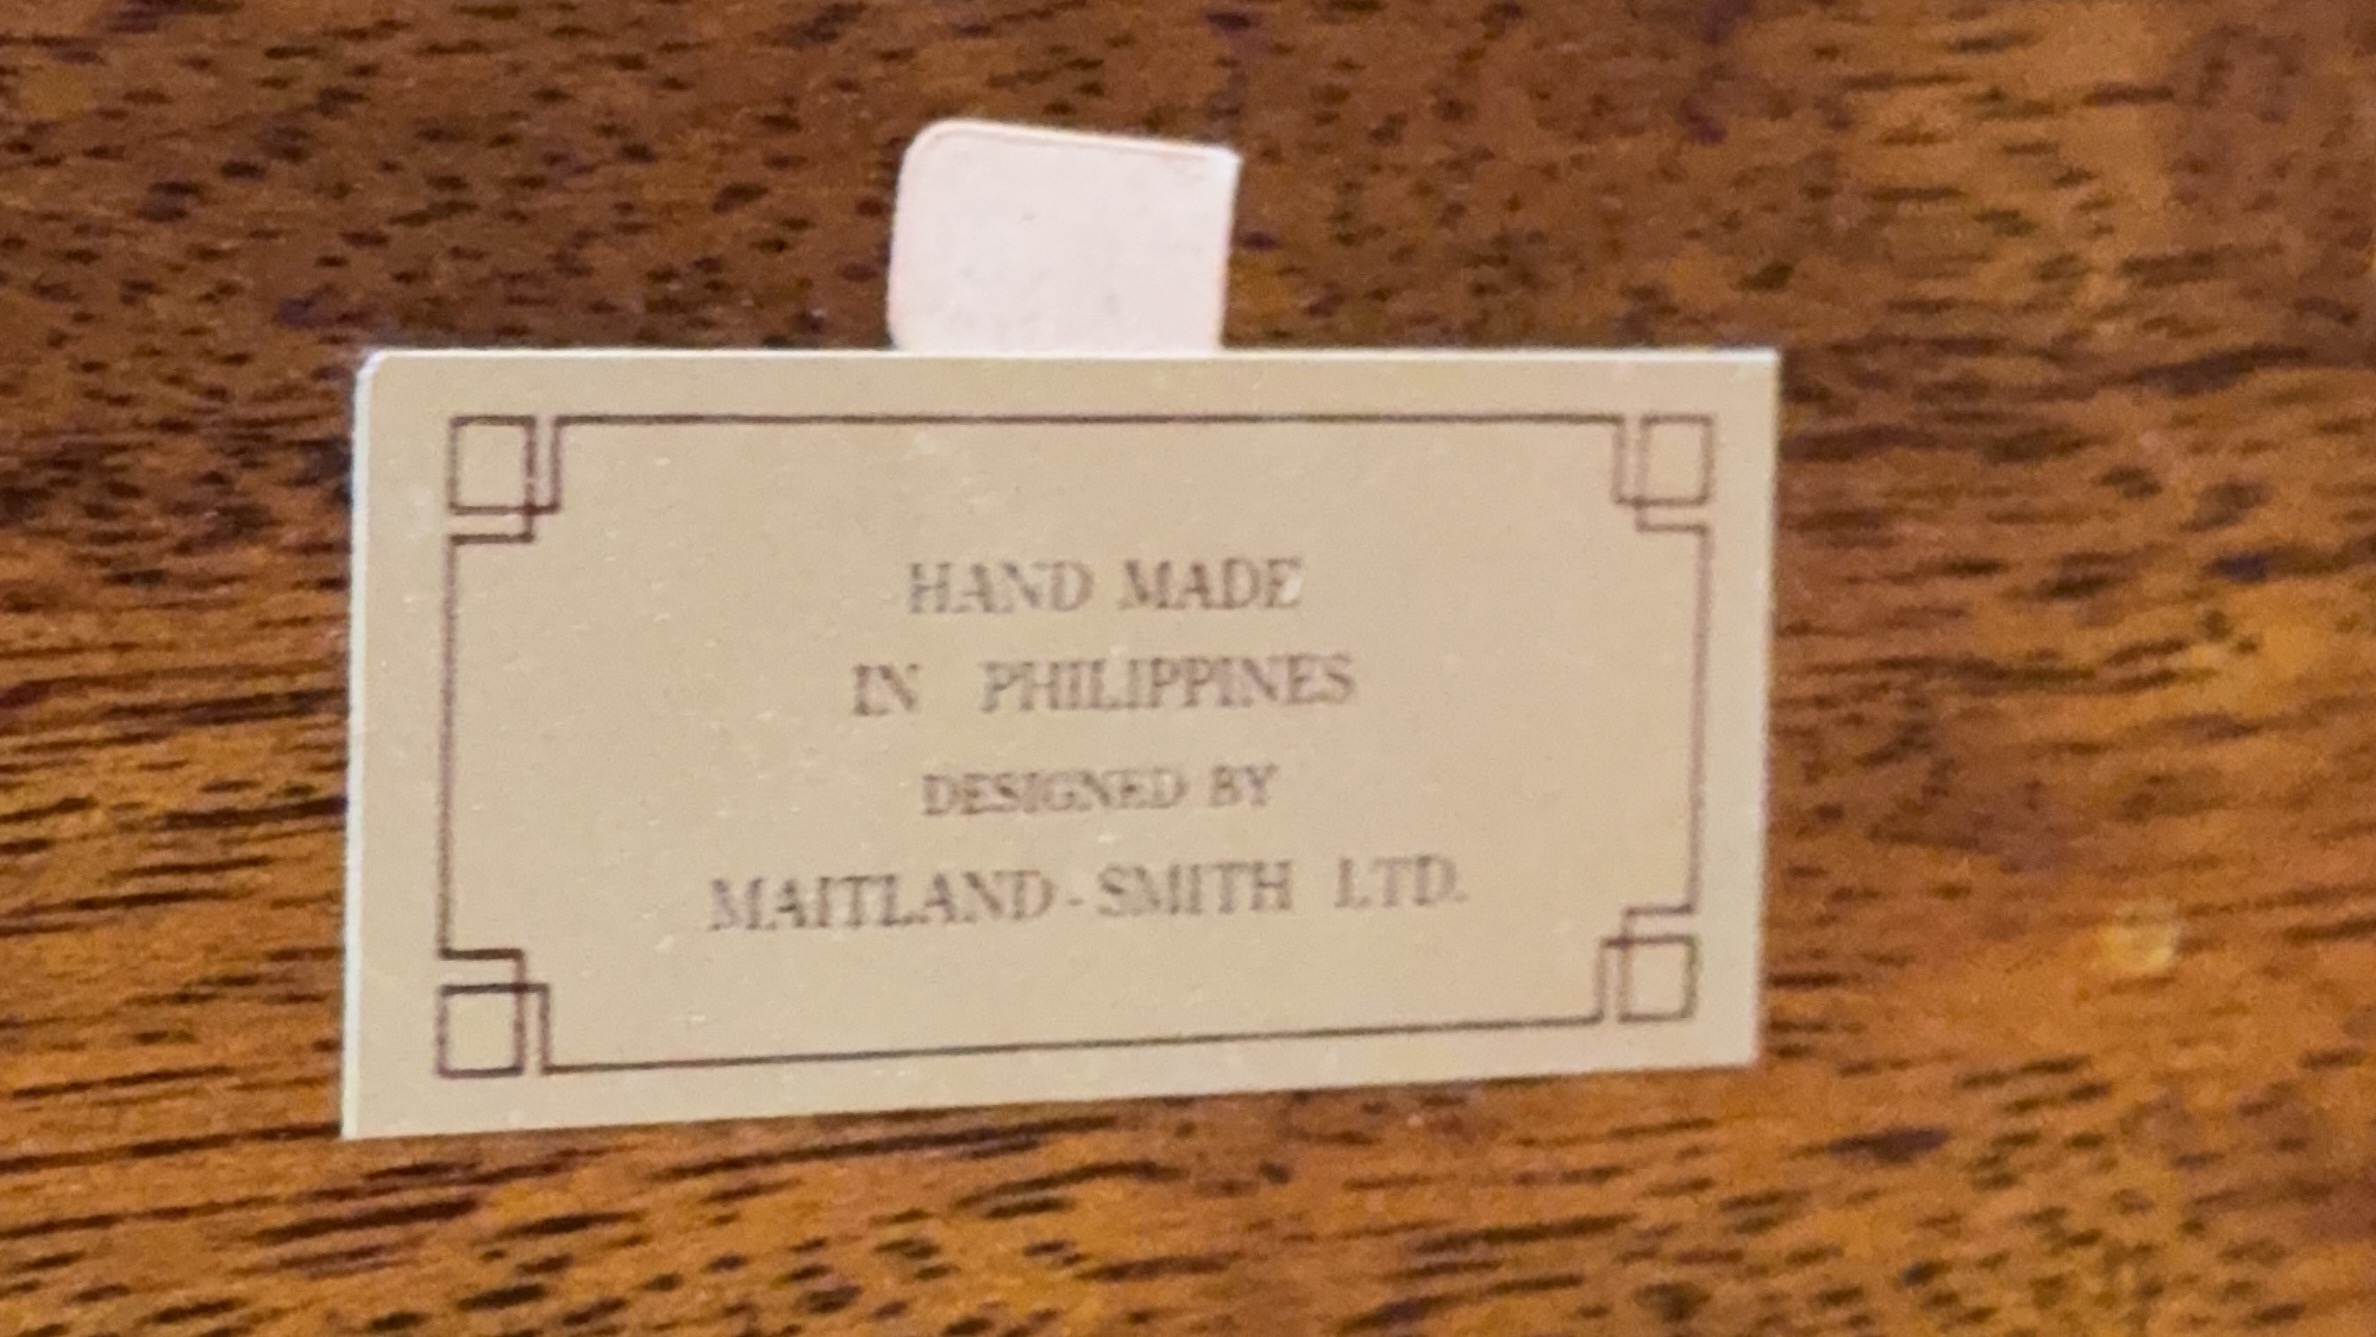 HAND MADE
IN PHILIPPINES
DESIGNED BY
MAITLAND-SMITH LTD.